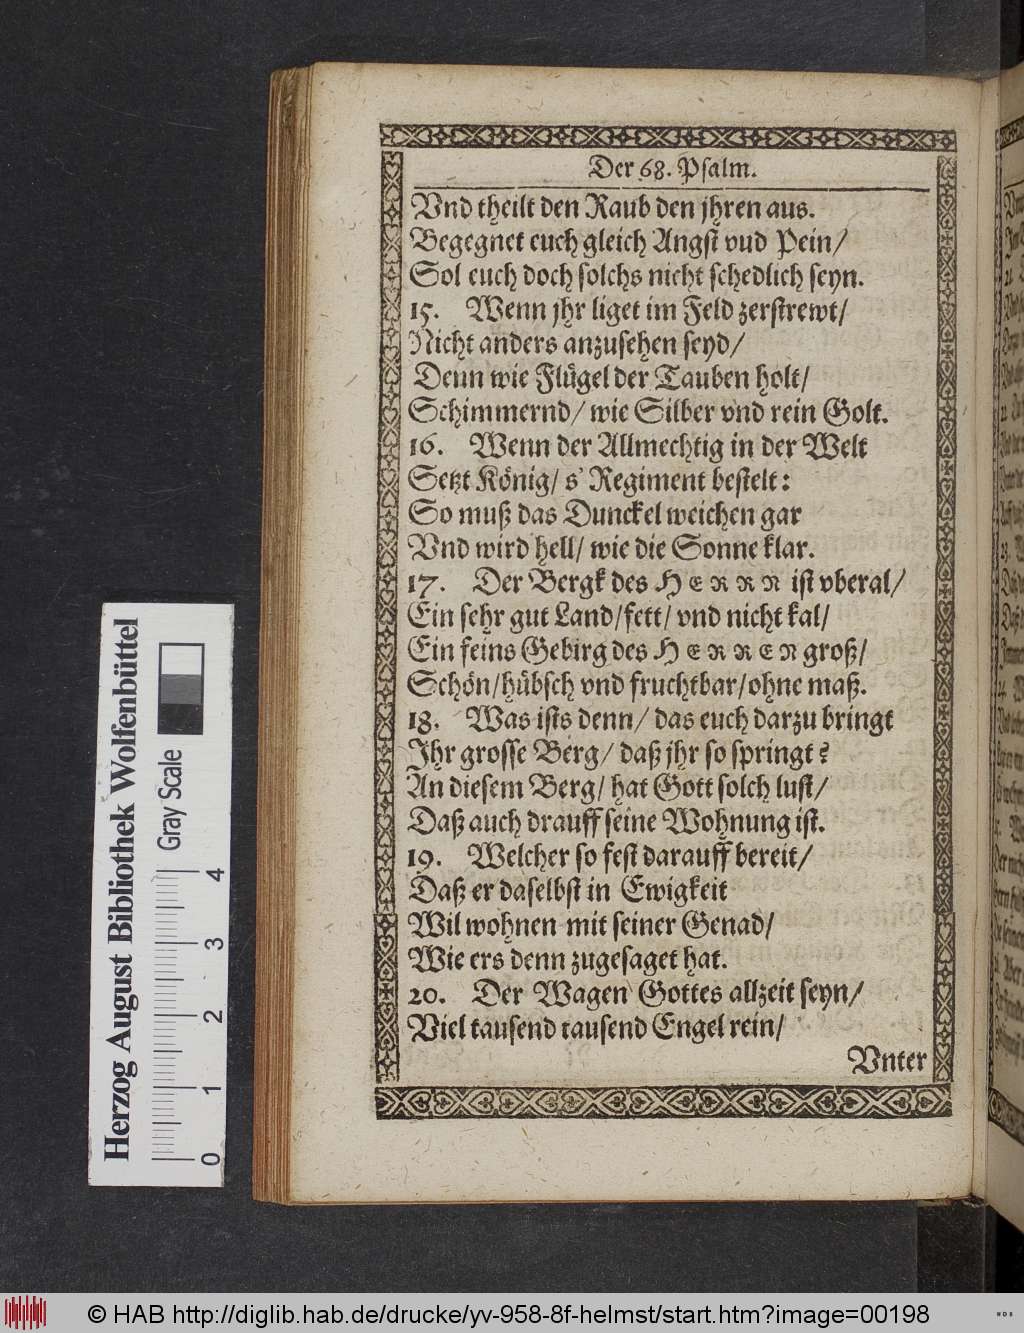 Der 68. Psalm.
Vnd theilt den Raub den jhren aus.
Begegnet euch gleich Angst vud Pein/
Sol euch doch solchs nicht schedlich seyn.
15. Wenn jhr liget im Feld zerstrewt/
Nicht anders anzusehen seyd/
Denn wie Flügel der Tauben holt/
Schimmernd/ wie Silber vnd rein Golt.
16. Wenn der Allmechtig in der Welt
Setzt König/ s' Regiment bestelt:
So muß das Dunckel weichen gar
Vnd wird hell/ wie die Sonne klar.
17. Der Bergk des HERRN ist vberal/
Ein sehr gut Land/fett/ vnd nicht kal/
Ein feins Gebirg des HERREN groß/
Schön/hübsch vnd fruchtbar/ohne maß.
18. Was ists denn/ das euch darzu bringt
Jhr grosse Berg/ daß jhr so springt?
An diesem Berg/ hat Gott solch lust/
Daß auch drauff seine Wohnung ist.
19. Welcher so fest darauff bereit/
Daß er daselbst in Ewigkeit
Wil wohnen mit seiner Genad/
Wie ers denn zugesaget hat.
20. Der Wagen Gottes allzeit seyn/
Viel tausend tausend Engel rein/
Vnter
Herzog August Bibliothek Wolfenbüttel
Gray Scale
0 1 2 3 4
© HAB http://diglib.hab.de/drucke/yv-958-8f-helmst/start.htm?image=00198